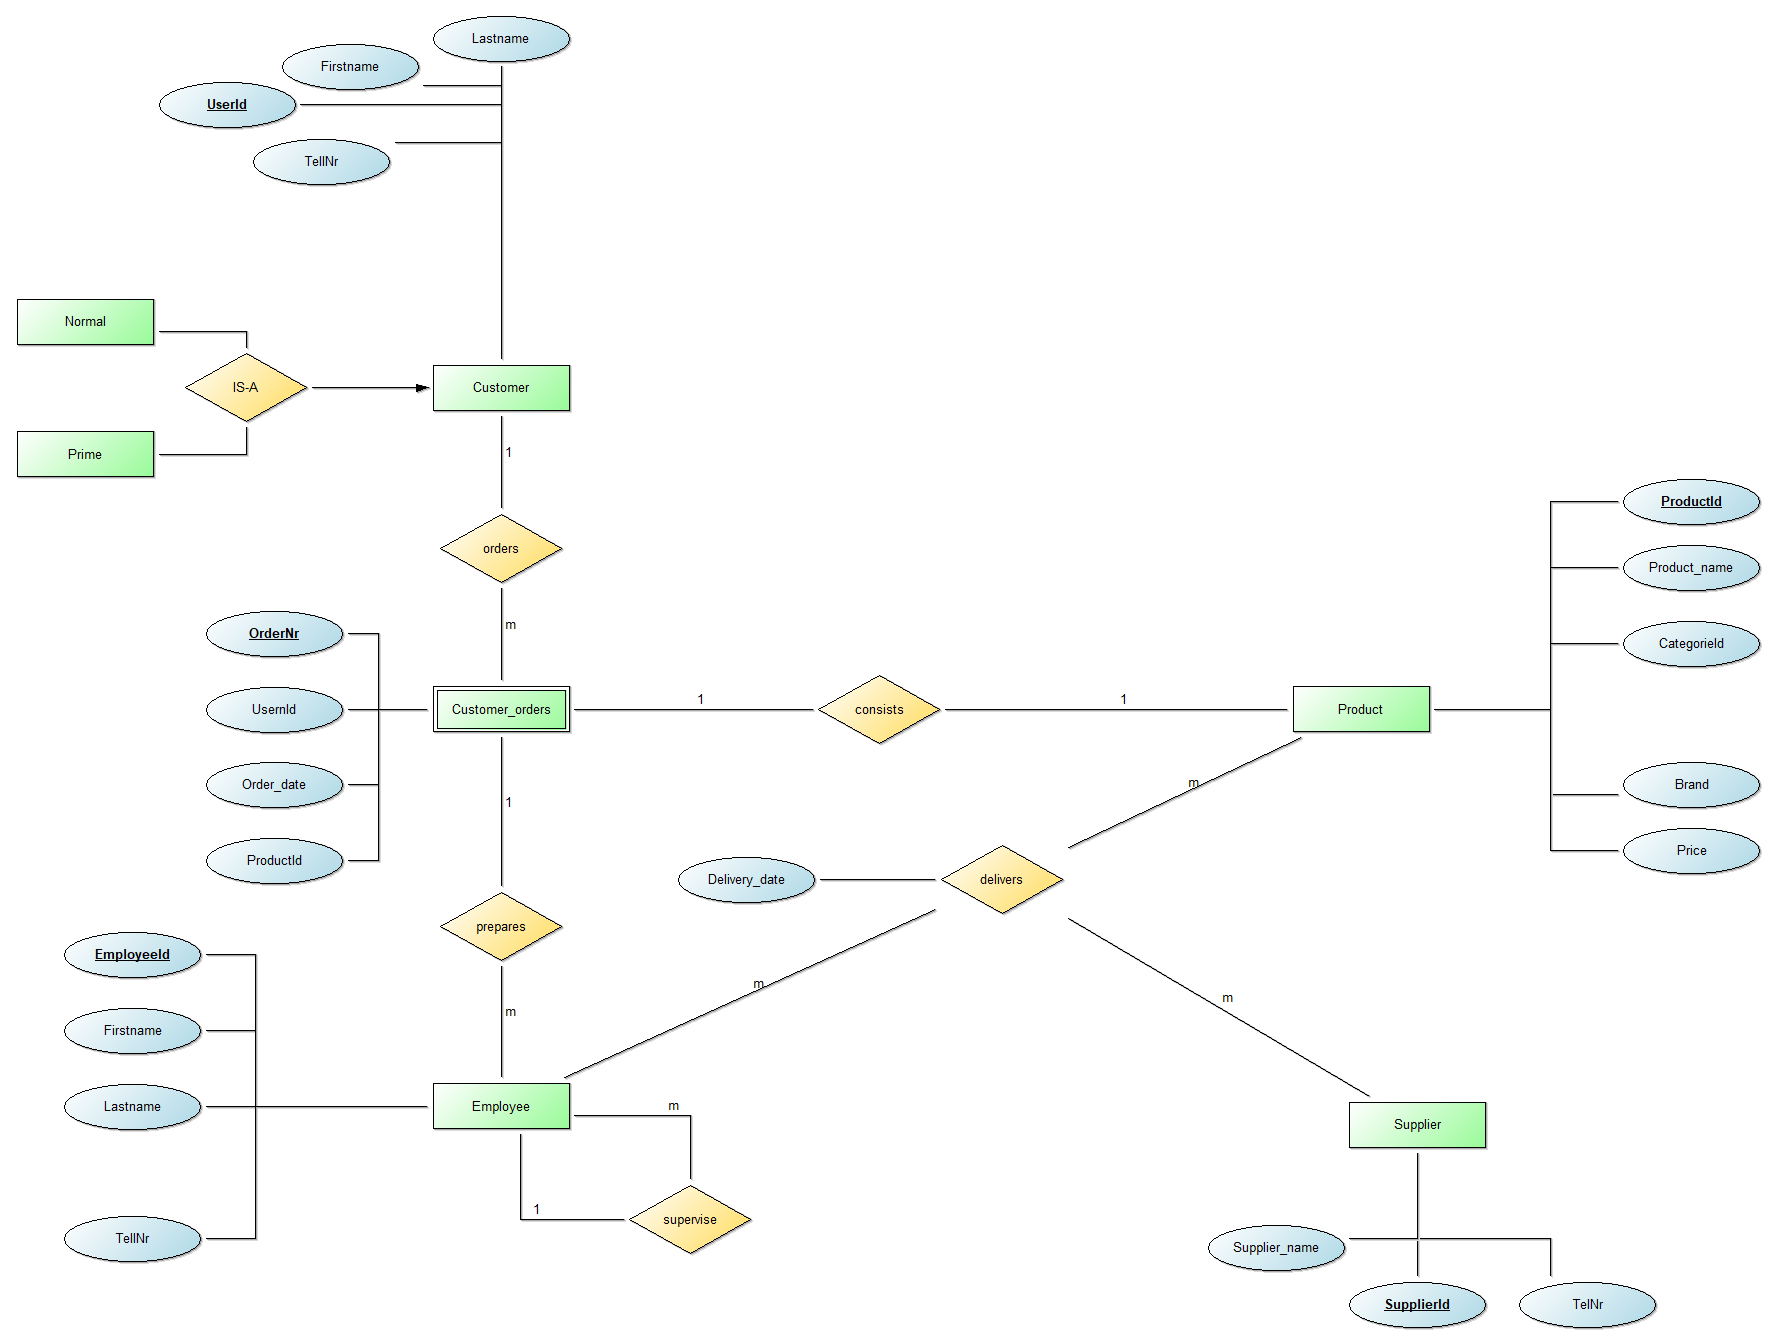 Lastname
Firstname
UserId
TellNr
Normal
IS-A
Customer
Prime
1
orders
m
OrderNr
UsernId
Order_date
ProductId
Customer_orders
1
consists
1
Product
ProductId
Product_name
CategorieId
Brand
Price
1
m
Delivery_date
delivers
prepares
m
m
m
EmployeeId
Firstname
Lastname
TellNr
Employee
m
1
supervise
Supplier
Supplier_name
SupplierId
TelNr